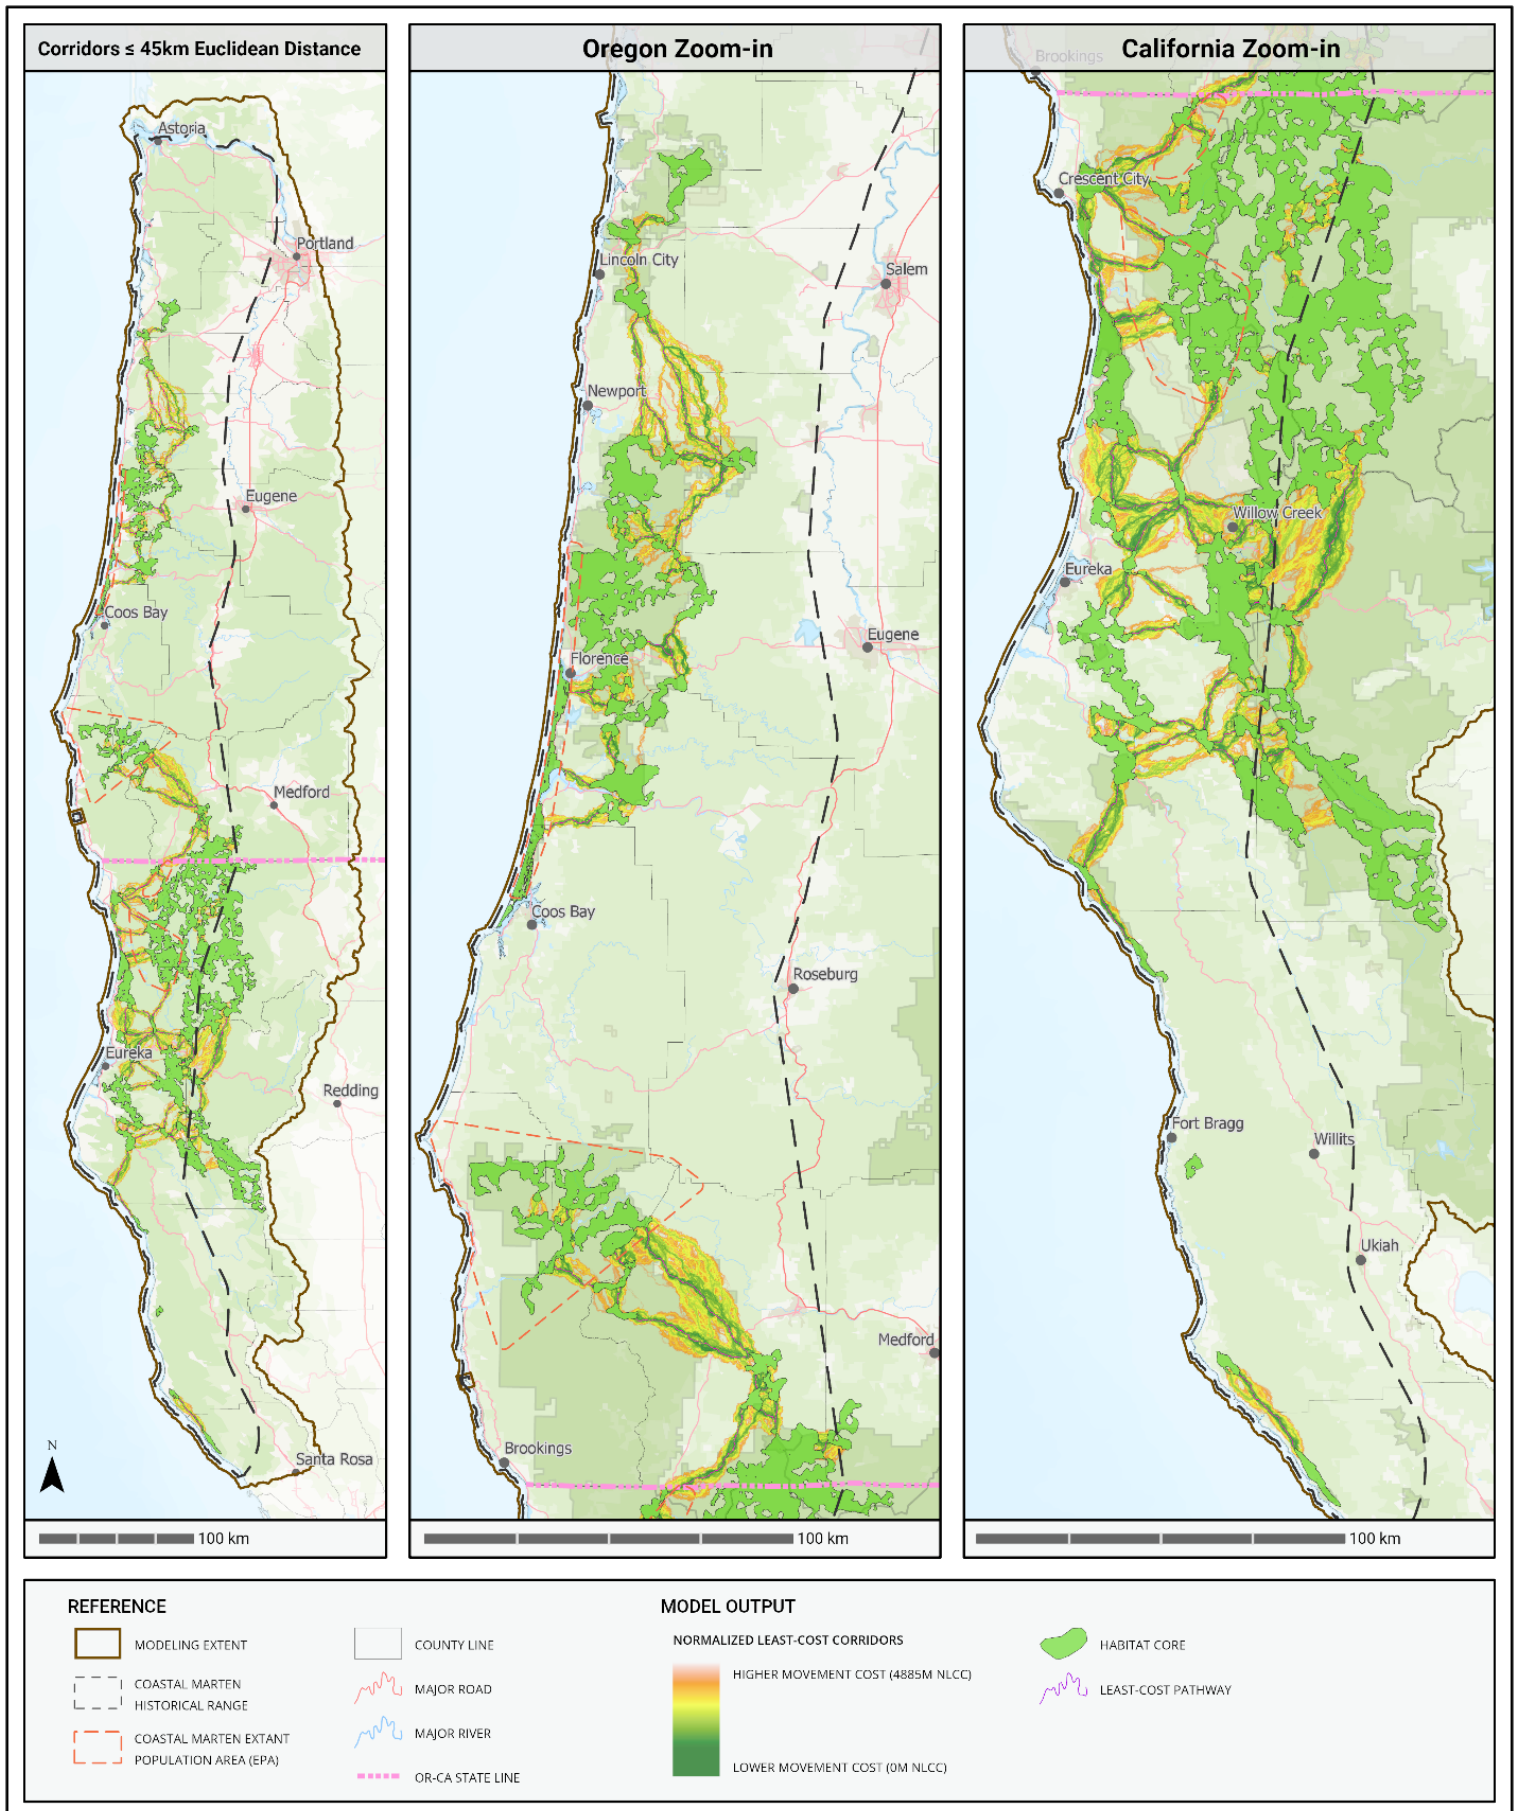 Corridors ≤ 45km Euclidean Distance
Astoria
Portland
Eugene
Coos Bay
Medford
Eureka
Redding
Santa Rosa
N
100 km
Oregon Zoom-in
Lincoln City
Salem
Newport
Eugene
Florence
Coos Bay
Roseburg
Medford
Brookings
100 km
California Zoom-in
Brookings
Crescent City
Willow Creek
Eureka
Fort Bragg
Willits
Ukiah
100 km
REFERENCE
MODELING EXTENT
COASTAL MARTEN
HISTORICAL RANGE
COASTAL MARTEN EXTANT
POPULATION AREA (EPA)
COUNTY LINE
MAJOR ROAD
MAJOR RIVER
OR-CA STATE LINE
MODEL OUTPUT
NORMALIZED LEAST-COST CORRIDORS
HIGHER MOVEMENT COST (4885M NLCC)
LOWER MOVEMENT COST (0M NLCC)
HABITAT CORE
LEAST-COST PATHWAY